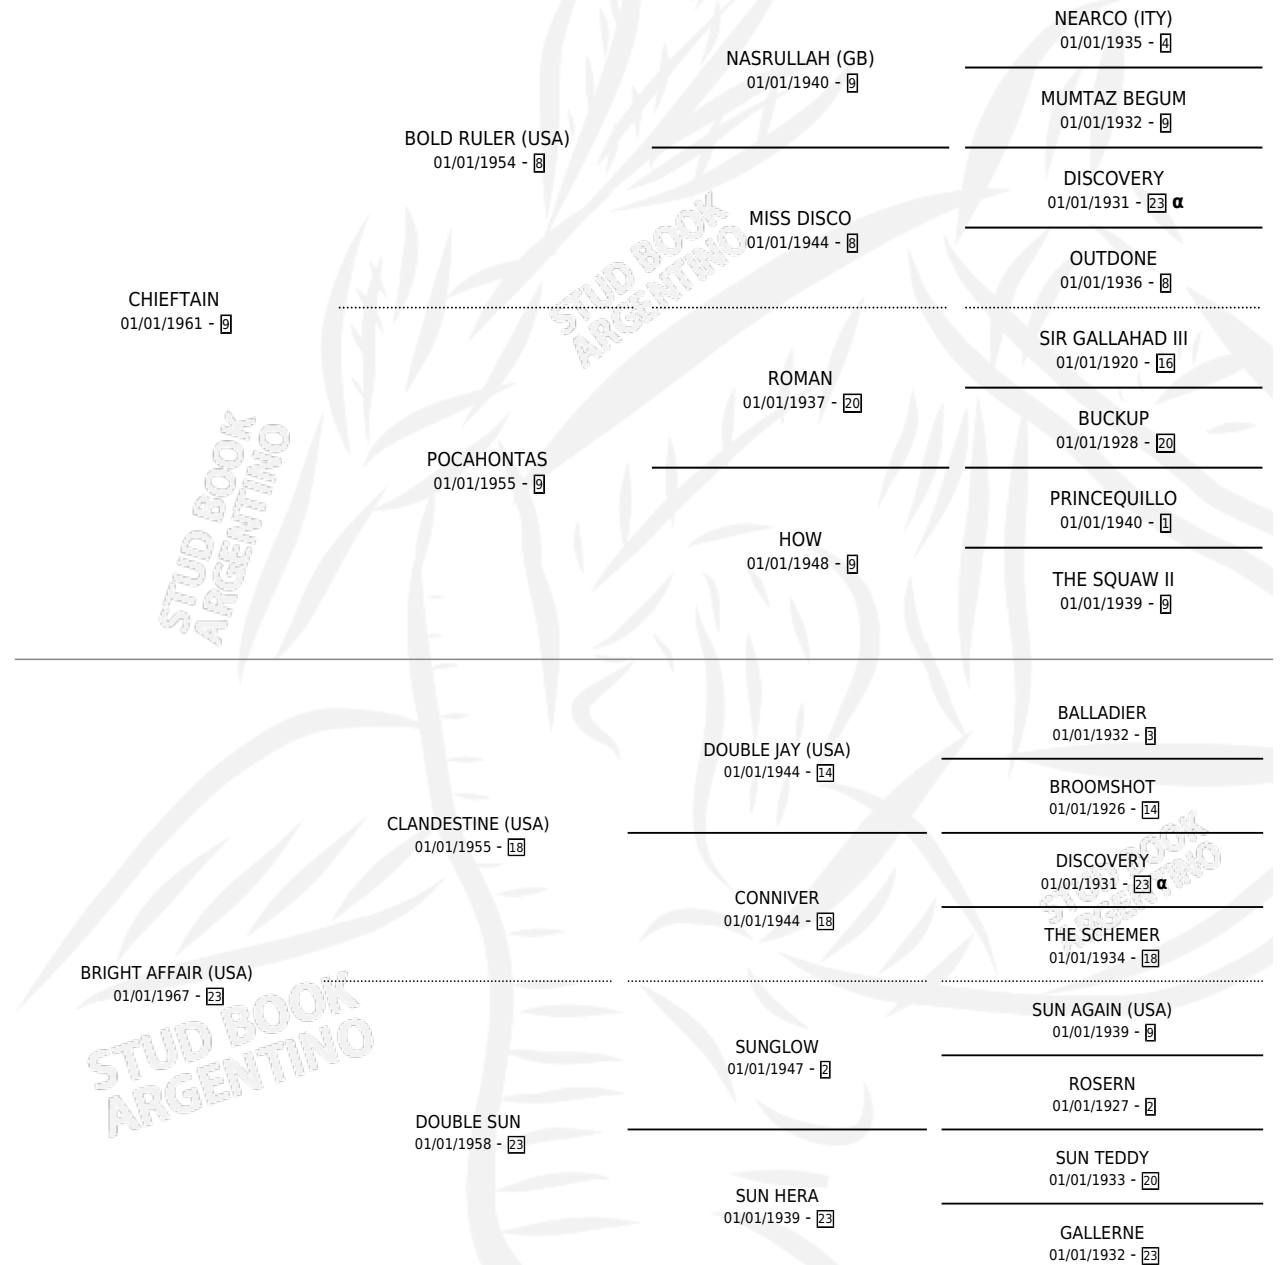 NEARCO (ITY)
01/01/1935 - 4
NASRULLAH (GB)
01/01/1940 - 9
MUMTAZ BEGUM
01/01/1932 - 9
BOLD RULER (USA)
01/01/1954 - 8
DISCOVERY
01/01/1931 - 23 α
MISS DISCO
01/01/1944 - 8
OUTDONE
01/01/1936 - 8
STUD BOOK
ARGENTINO
CHIEFTAIN
01/01/1961 - 9
SIR GALLAHAD III
01/01/1920 - 16
ROMAN
01/01/1937 - 20
BUCKUP
01/01/1928 - 20
POCAHONTAS
01/01/1955 - 9
PRINCEQUILLO
01/01/1940 - 1
HOW
01/01/1948 - 9
THE SQUAW II
01/01/1939 - 9
STUD BOOK
ARGENTINO
BALLADIER
01/01/1932 - 3
DOUBLE JAY (USA)
01/01/1944 - 14
BROOMSHOT
01/01/1926 - 14
CLANDESTINE (USA)
01/01/1955 - 18
DISCOVERY
01/01/1931 - 23 α
CONNIVER
01/01/1944 - 18
THE SCHEMER
01/01/1934 - 18
STUD BOOK
ARGENTINO
BRIGHT AFFAIR (USA)
01/01/1967 - 23
SUN AGAIN (USA)
01/01/1939 - 9
SUNGLOW
01/01/1947 - 2
ROSERN
01/01/1927 - 2
STUD BOOK
ARGENTINO
DOUBLE SUN
01/01/1958 - 23
SUN TEDDY
01/01/1933 - 20
SUN HERA
01/01/1939 - 23
GALLERNE
01/01/1932 - 23